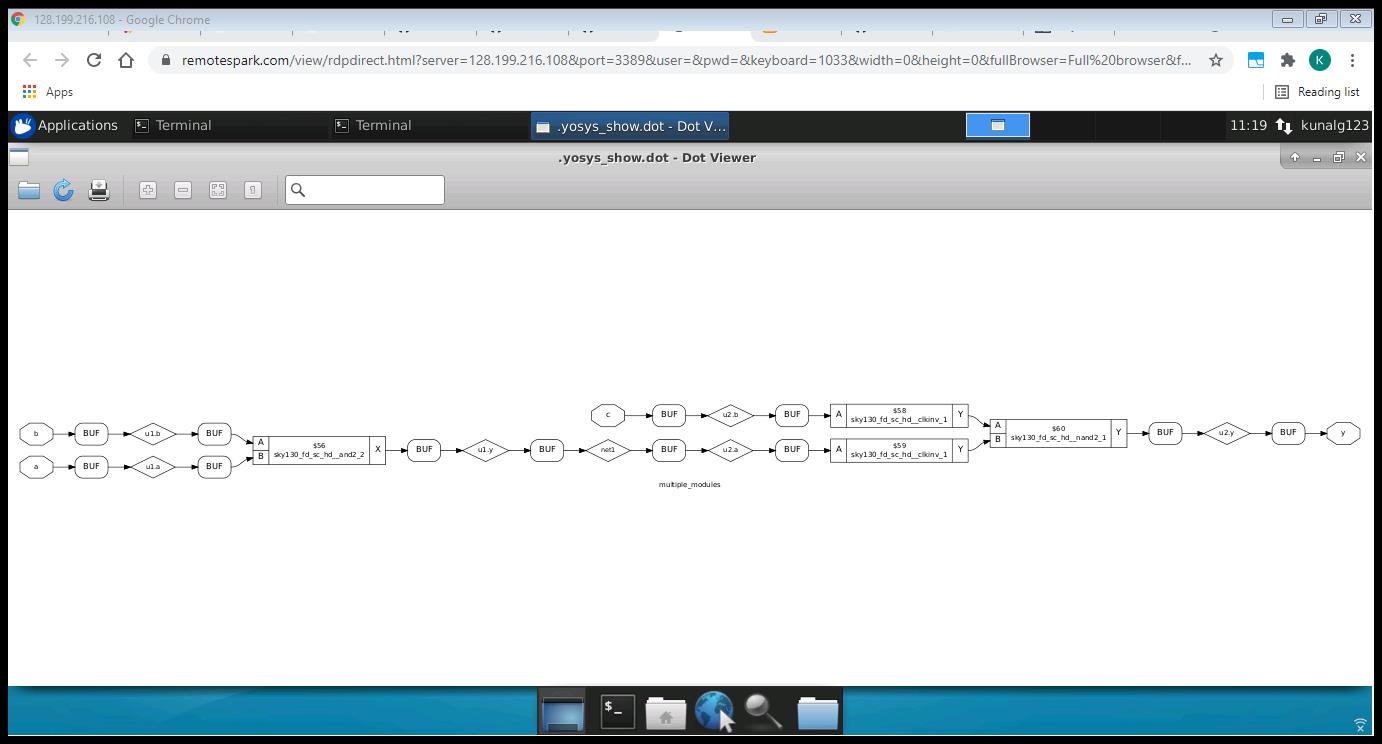 128.199.216.108 - Google Chrome
remotespark.com/view/rdpdirect.html?server=128.199.216.108&port=3389&user=&pwd=&keyboard=1033&width=0&height=0&fullBrowser=Full%20browser&f...
K
Apps
Reading list
Applications
Terminal
Terminal
.yosys_show.dot - Dot V...
11:19
kunalg123
.yosys_show.dot - Dot Viewer
c BUF u2.b BUF A $58 sky130_fd_sc_hd__clkinv_1 Y
b BUF u1.b BUF A $56 sky130_fd_sc_hd__and2_2 X
a BUF u1.a BUF B
BUF u1.y BUF net1 BUF u2.a BUF A $59 sky130_fd_sc_hd__clkinv_1 Y
A B $60 sky130_fd_sc_hd__nand2_1 Y BUF u2.y BUF y
multiple_modules
$_